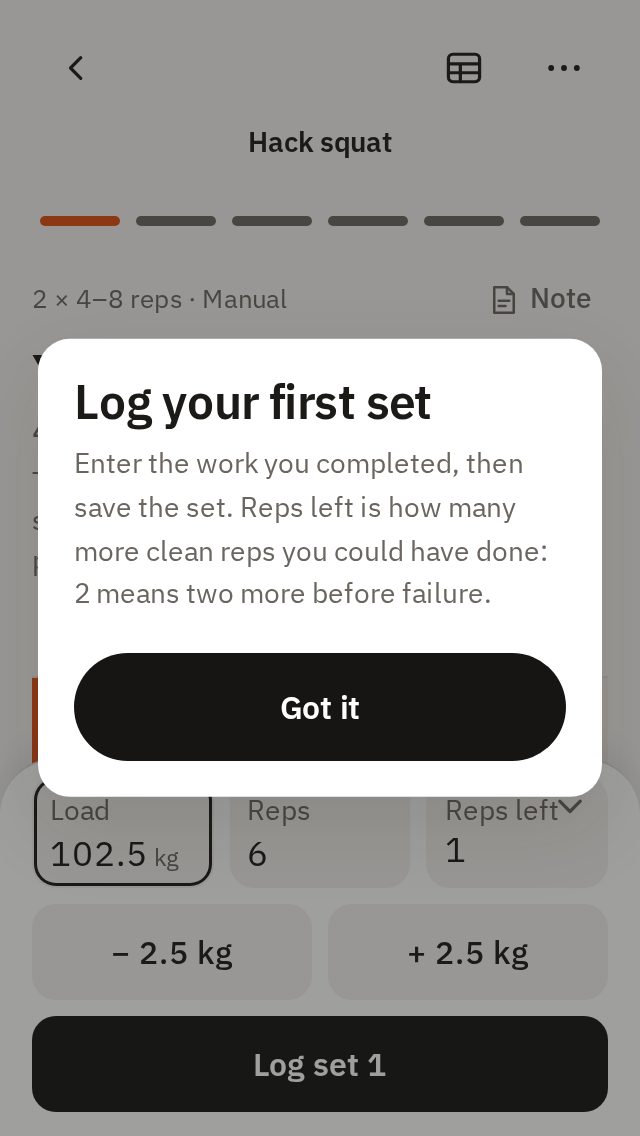 Hack squat
2 × 4–8 reps · Manual
Note
Log your first set
Enter the work you completed, then
save the set. Reps left is how many
more clean reps you could have done:
2 means two more before failure.
Got it
Load
Reps
Reps left
102.5 kg
6
1
− 2.5 kg
+ 2.5 kg
Log set 1